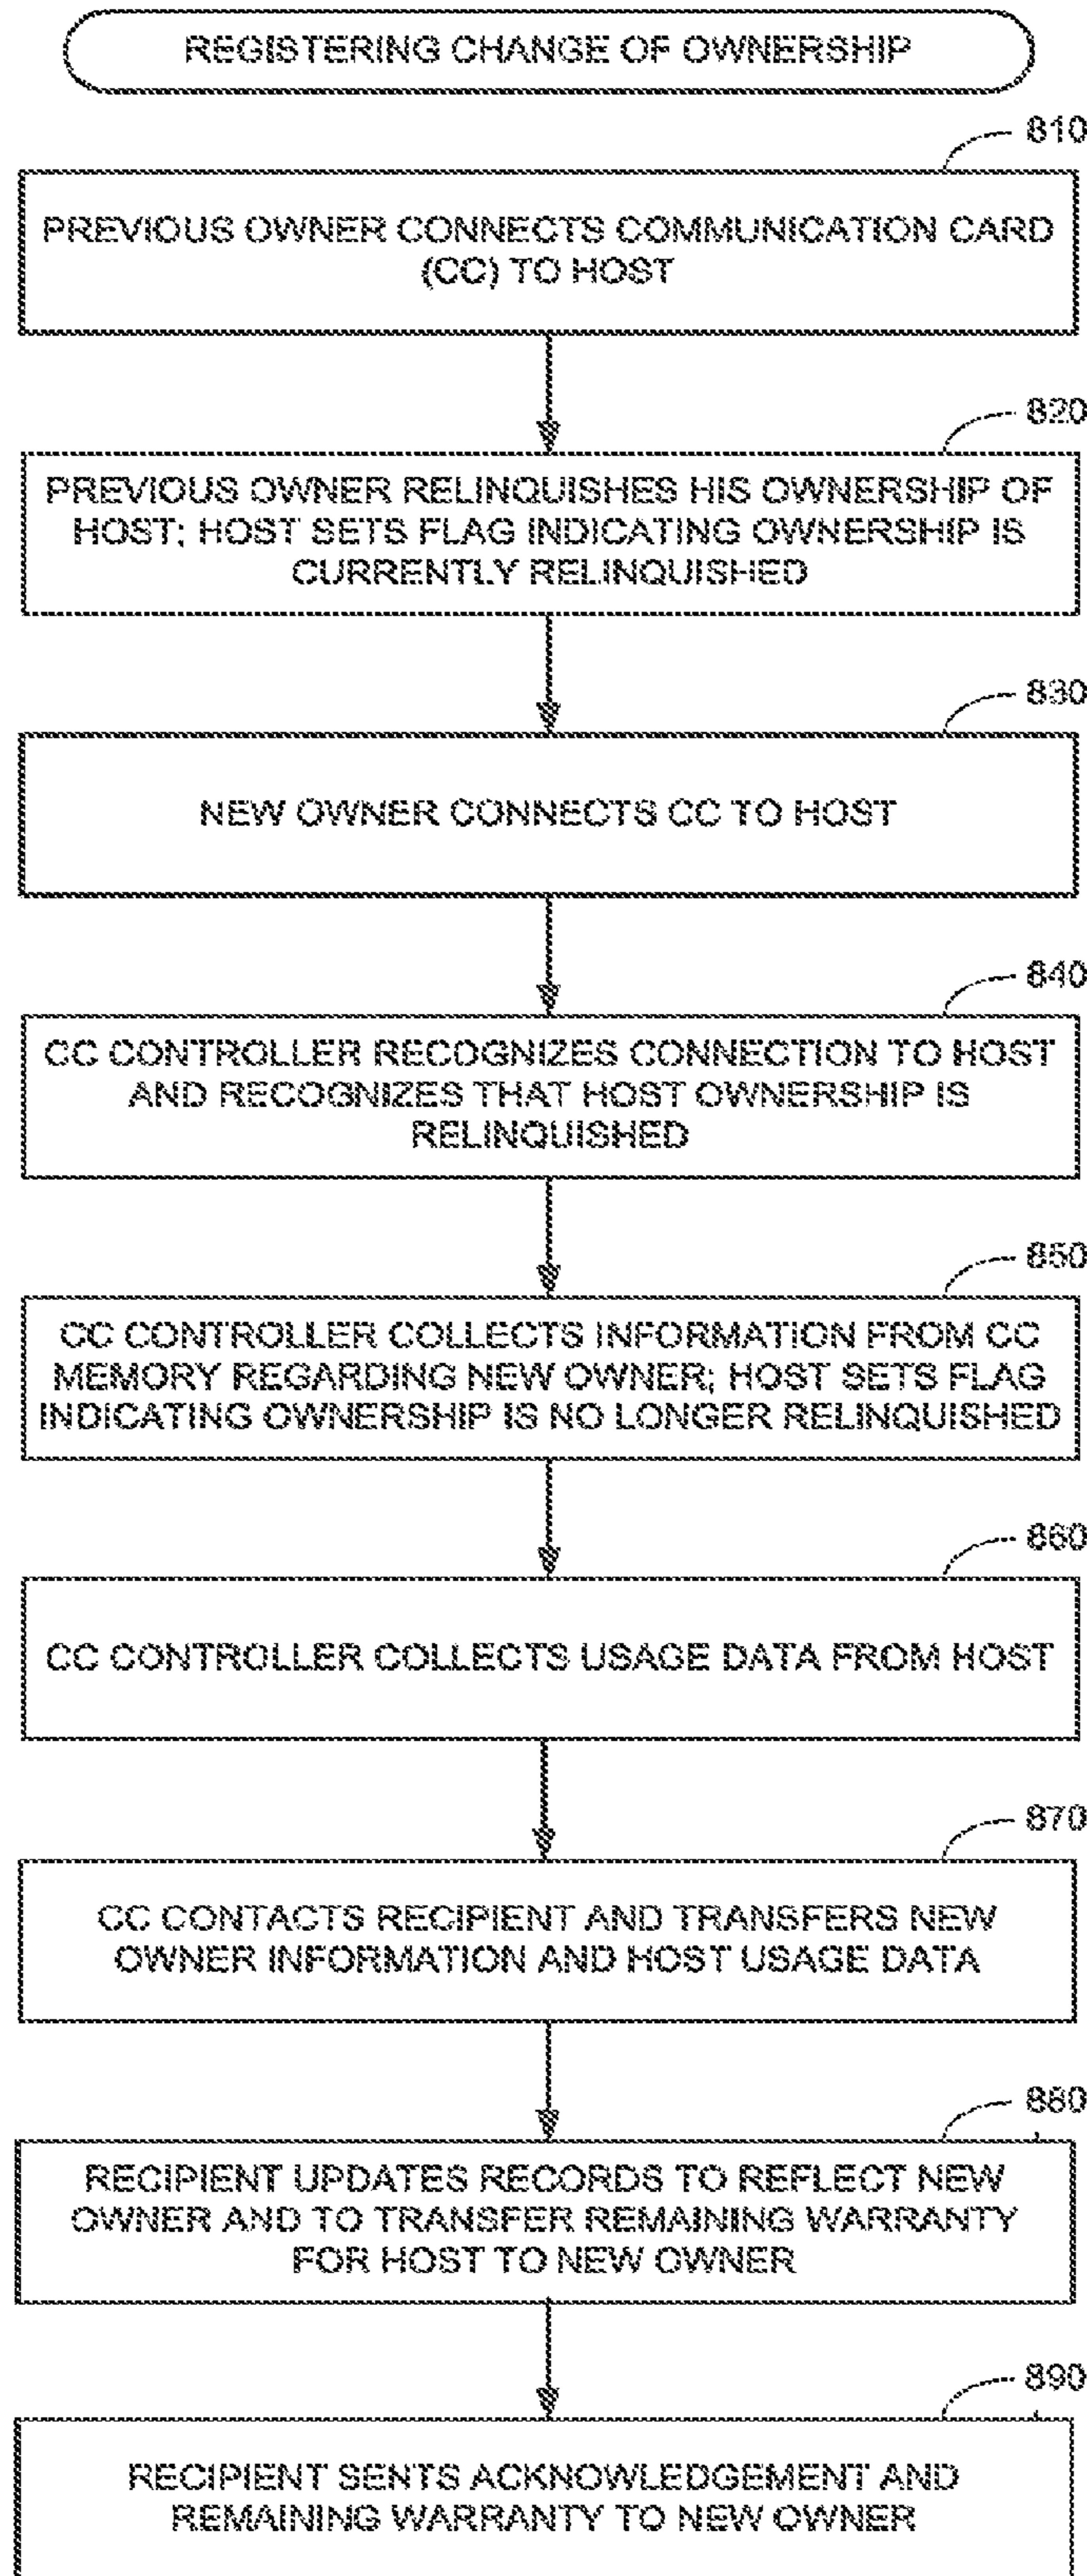 REGISTERING CHANGE OF OWNERSHIP
810
PREVIOUS OWNER CONNECTS COMMUNICATION CARD
(CC) TO HOST
820
PREVIOUS OWNER RELINQUISHES HIS OWNERSHIP OF
HOST; HOST SETS FLAG INDICATING OWNERSHIP IS
CURRENTLY RELINQUISHED
830
NEW OWNER CONNECTS CC TO HOST
840
CC CONTROLLER RECOGNIZES CONNECTION TO HOST
AND RECOGNIZES THAT HOST OWNERSHIP IS
RELINQUISHED
850
CC CONTROLLER COLLECTS INFORMATION FROM CC
MEMORY REGARDING NEW OWNER; HOST SETS FLAG
INDICATING OWNERSHIP IS NO LONGER RELINQUISHED
860
CC CONTROLLER COLLECTS USAGE DATA FROM HOST
870
CC CONTACTS RECIPIENT AND TRANSFERS NEW
OWNER INFORMATION AND HOST USAGE DATA
880
RECIPIENT UPDATES RECORDS TO REFLECT NEW
OWNER AND TO TRANSFER REMAINING WARRANTY
FOR HOST TO NEW OWNER
890
RECIPIENT SENTS ACKNOWLEDGEMENT AND
REMAINING WARRANTY TO NEW OWNER